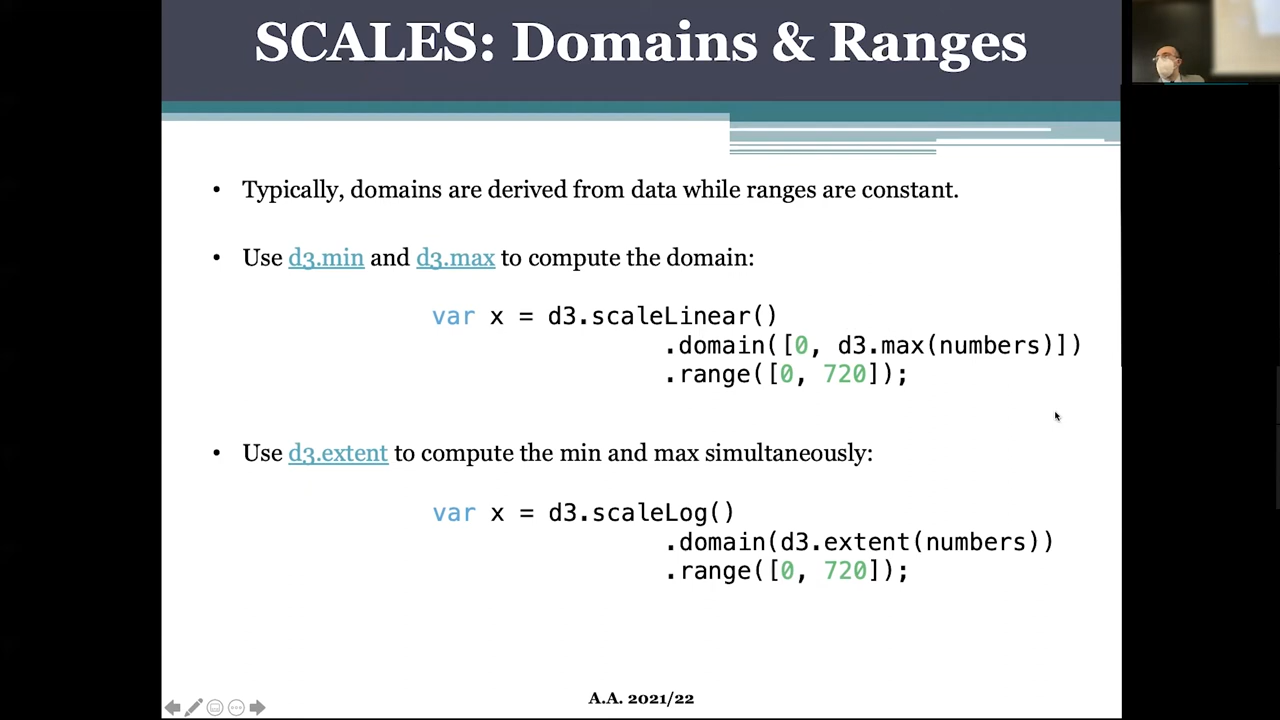 SCALES: Domains & Ranges
• Typically, domains are derived from data while ranges are constant.
• Use d3.min and d3.max to compute the domain:
var x = d3.scaleLinear()
.domain([0, d3.max(numbers)])
.range([0, 720]);
• Use d3.extent to compute the min and max simultaneously:
var x = d3.scaleLog()
.domain(d3.extent(numbers))
.range([0, 720]);
A.A. 2021/22